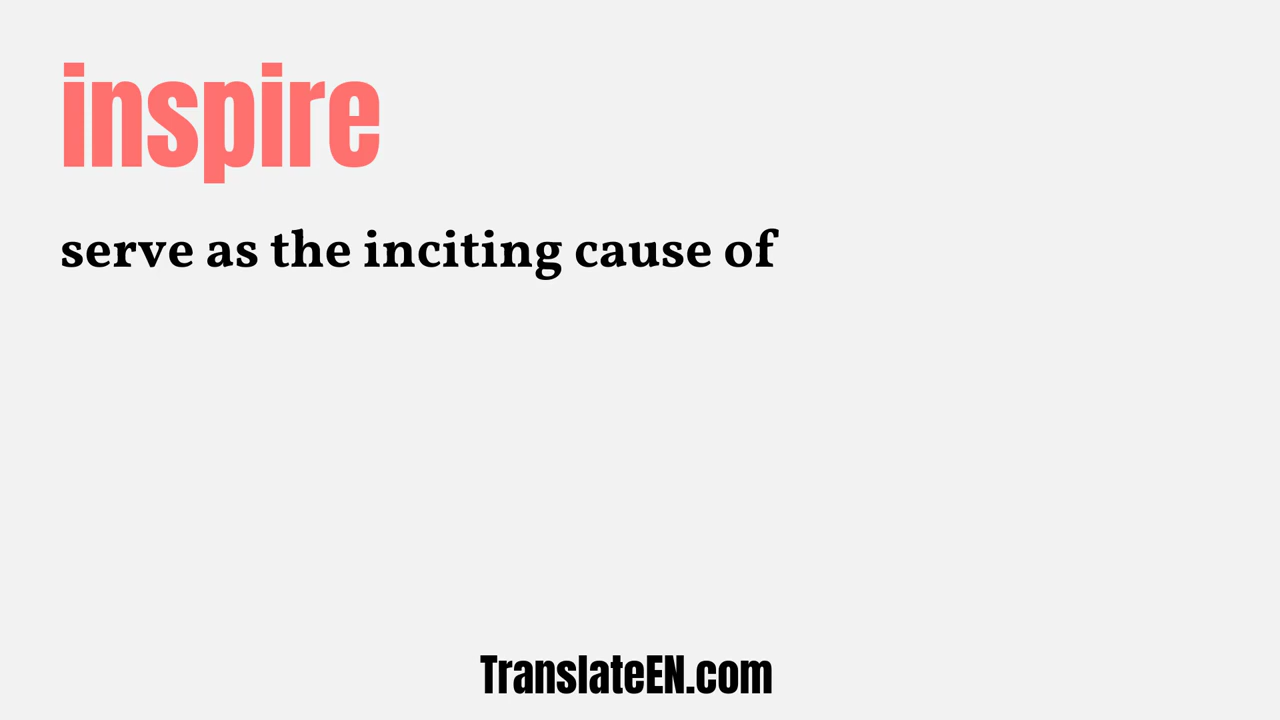 inspire
serve as the inciting cause of
TranslateEN.com